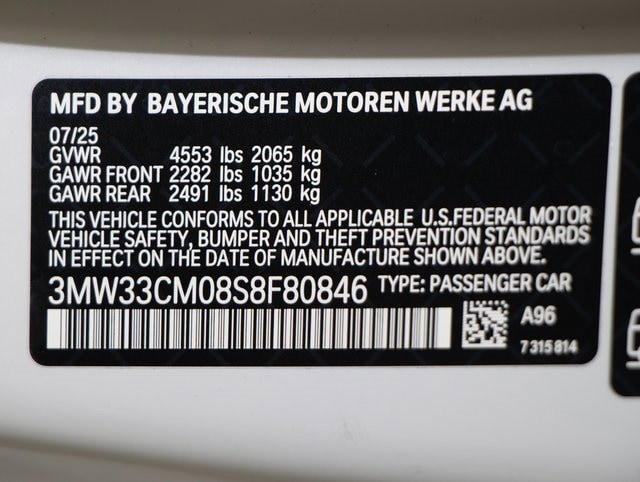 MFD BY BAYERISCHE MOTOREN WERKE AG
07/25
GVWR 4553 lbs 2065 kg
GAWR FRONT 2282 lbs 1035 kg
GAWR REAR 2491 lbs 1130 kg
THIS VEHICLE CONFORMS TO ALL APPLICABLE U.S.FEDERAL MOTOR
VEHICLE SAFETY, BUMPER AND THEFT PREVENTION STANDARDS
IN EFFECT ON THE DATE OF MANUFACTURE SHOWN ABOVE.
3MW33CM08S8F80846 TYPE: PASSENGER CAR
A96
7 315 814